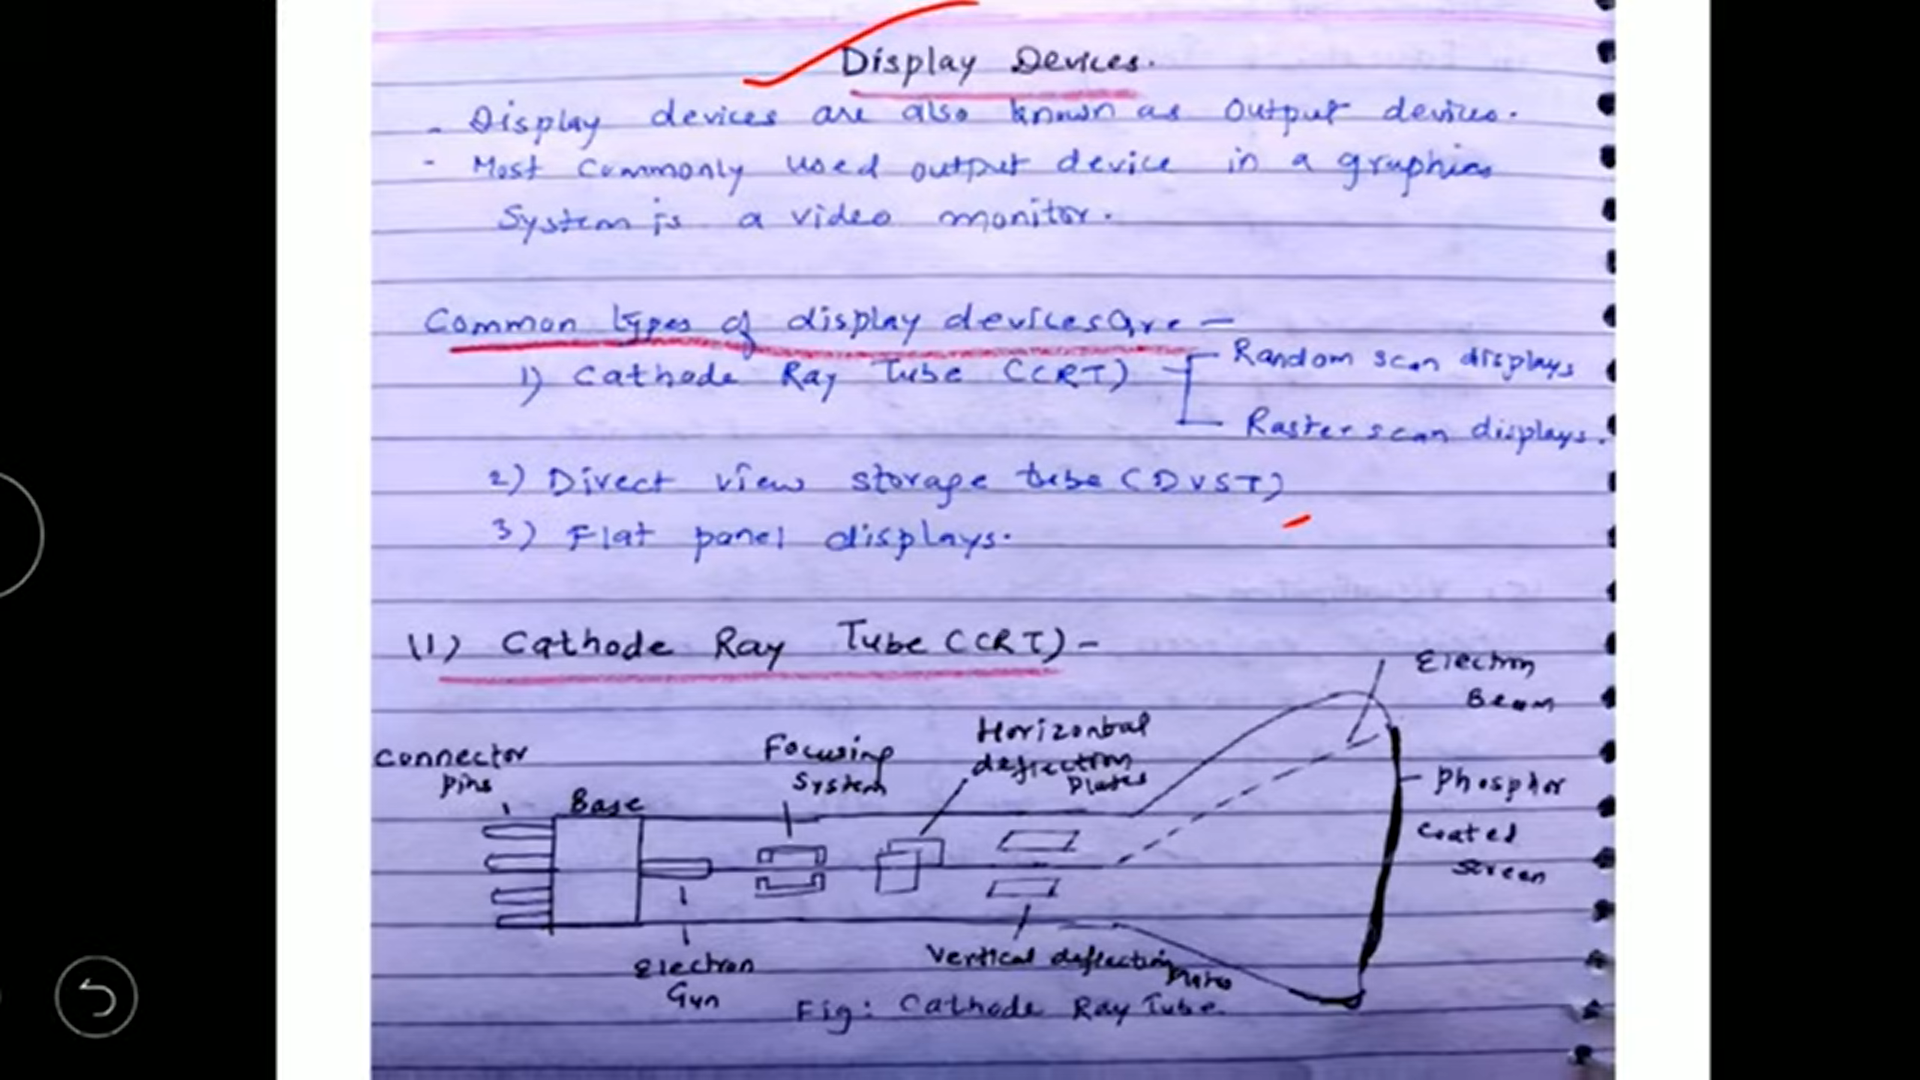 Display Devices.
- Display devices are also known as Output devices.
- Most Commonly used output device in a graphics
System is a video monitor.
Common types of display devices are -
1) Cathode Ray Tube (CRT)
Random scan displays
Raster scan displays.
2) Direct view storage tube (DVST)
3) Flat panel displays.
(1) Cathode Ray Tube (CRT) -
Electron
Beam
Connector
pins
Base
Focusing
System
Horizontal
deflection
Plates
Phosphor
Coated
Screen
Electron
Gun
Vertical deflection
Plates
Fig: Cathode Ray Tube.